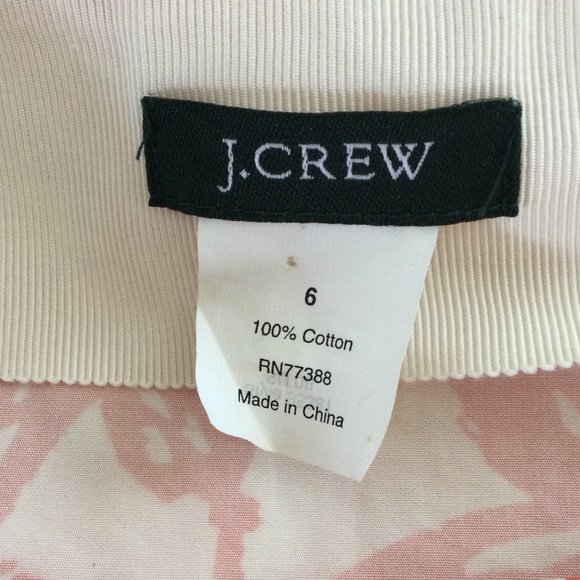 J.CREW
6
100% Cotton
RN77388
Made in China